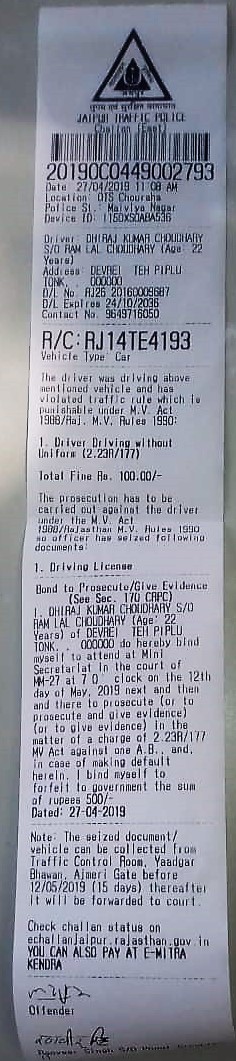 जयपुर
सुगम एवं सुरक्षित यातायात
JAIPUR TRAFFIC POLICE
Challan (East)
20190C0449002793
Date 27/04/2019 11:08 AM
Location: OTS Chouraha
Police St.: Malviya Nagar
Device ID:
Driver: DHIRAJ KUMAR CHOUDHARY
S/O RAM LAL CHOUDHARY (Age: 22
Years)
Address DEVREI TEH PIPLU
TONK, 000000
D/L No. RJ26 20160009687
D/L Expires 24/10/2036
Contact No. 9649716050
R/C: RJ14TE4193
Vehicle Type: Car
The driver was driving above
mentioned vehicle and has
violated traffic rule which is
punishable under M.V. Act
1988/Raj. M.V. Rules 1990:
1. Driver Driving without
Uniform (2.23R/177)
Total Fine Rs. 100.00/-
The prosecution has to be
carried out against the driver
under the M.V. Act
1988/Rajasthan M.V. Rules 1990
so officer has seized following
documents:
1. Driving License
Bond to Prosecute/Give Evidence
(See Sec. 170 CRPC)
I, DHIRAJ KUMAR CHOUDHARY S/O
RAM LAL CHOUDHARY (Age: 22
Years) of DEVREI TEH PIPLU
TONK, 000000 do hereby bind
myself to attend at Mini
Secretariat in the court of
MM-27 at 7 O' clock on the 12th
day of May, 2019 next and then
and there to prosecute (or to
prosecute and give evidence)
(or to give evidence) in the
matter of a charge of 2.23R/177
MV Act against one A.B., and,
in case of making default
herein, I bind myself to
forfeit to government the sum
of rupees 500/-
Dated: 27-04-2019
Note: The seized document/
vehicle can be collected from
Traffic Control Room, Yaadgar
Bhawan, Ajmeri Gate before
12/05/2019 (15 days) thereafter
it will be forwarded to court.
Check challan status on
echallanjaipur.rajasthan.gov.in
YOU CAN ALSO PAY AT E-MITRA
KENDRA
Offender
Singh S/O